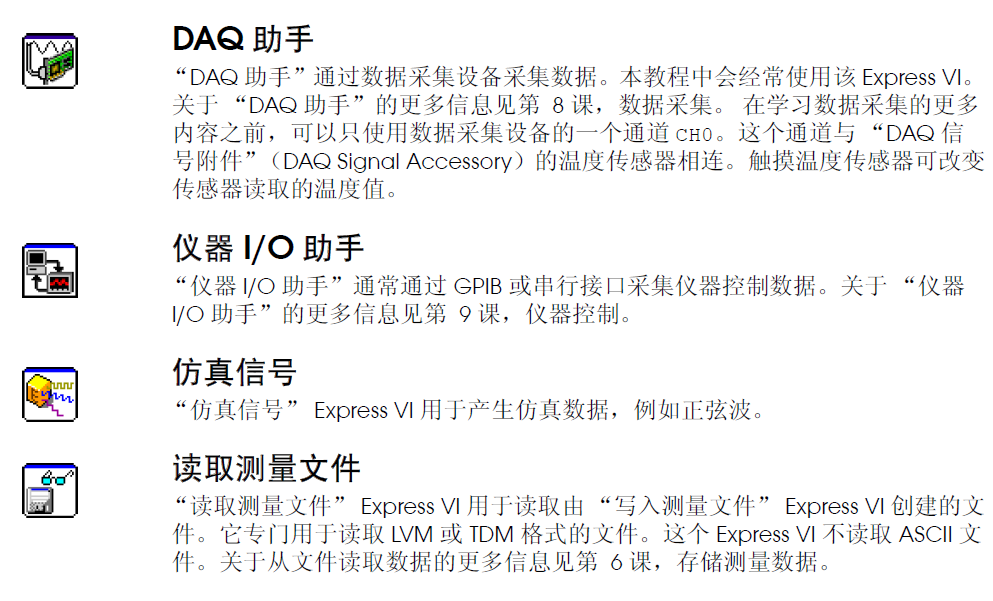 DAQ 助手
“DAQ 助手”通过数据采集设备采集数据。本教程中会经常使用该 Express VI。
关于 “DAQ 助手”的更多信息见第 8 课，数据采集。 在学习数据采集的更多
内容之前，可以只使用数据采集设备的一个通道 CH0。这个通道与 “DAQ 信
号附件”（DAQ Signal Accessory）的温度传感器相连。触摸温度传感器可改变
传感器读取的温度值。
仪器 I/O 助手
“仪器 I/O 助手”通常通过 GPIB 或串行接口采集仪器控制数据。关于 “仪器
I/O 助手”的更多信息见第 9 课，仪器控制。
仿真信号
“仿真信号” Express VI 用于产生仿真数据，例如正弦波。
读取测量文件
“读取测量文件” Express VI 用于读取由 “写入测量文件” Express VI 创建的文
件。它专门用于读取 LVM 或 TDM 格式的文件。这个 Express VI 不读取 ASCII 文
件。关于从文件读取数据的更多信息见第 6 课，存储测量数据。